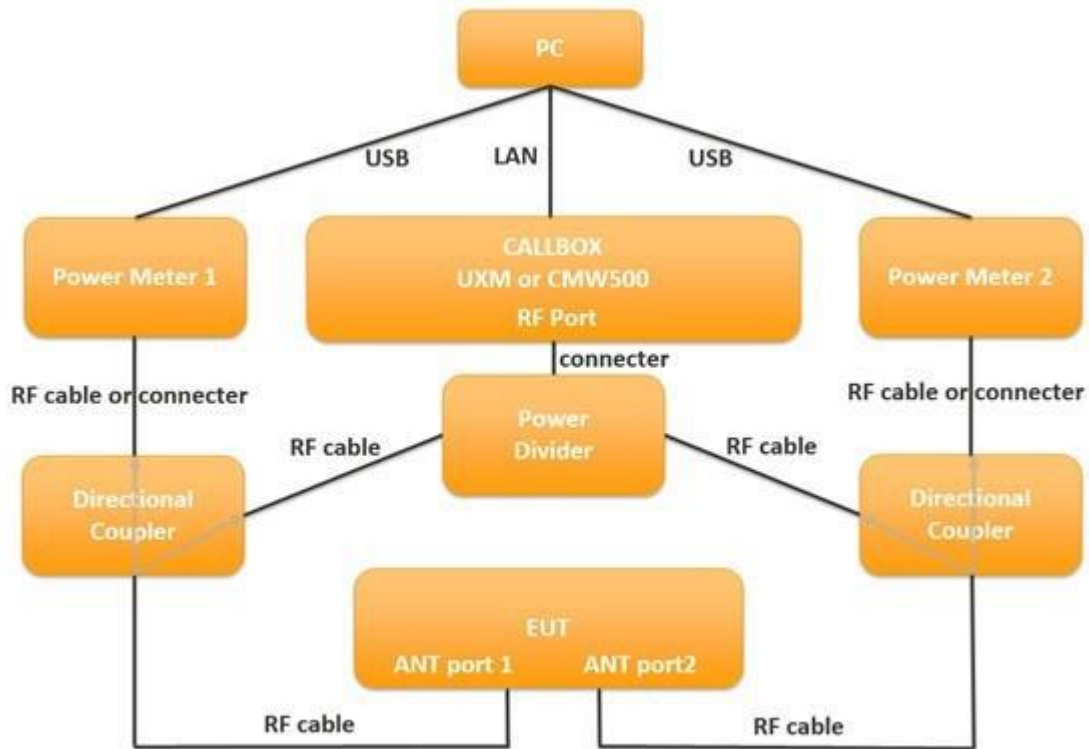 PC
USB
LAN
USB
Power Meter 1
CALLBOX
UXM or CMW500
RF Port
Power Meter 2
connecter
RF cable or connecter
RF cable or connecter
Power
Divider
RF cable
RF cable
Directional
Coupler
Directional
Coupler
EUT
ANT port 1
ANT port2
RF cable
RF cable